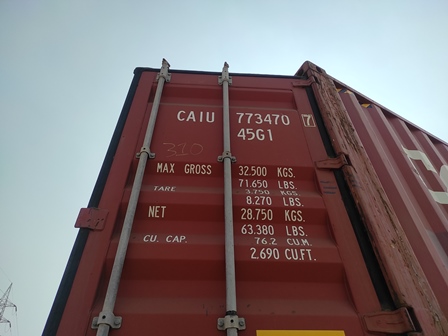 CAIU 773470 7
45G1
310
MAX GROSS 32.500 KGS.
71.650 LBS.
TARE 3.750 KGS.
8.270 LBS.
NET 28.750 KGS.
63.380 LBS.
CU. CAP. 76.2 CU.M.
2.690 CU.FT.